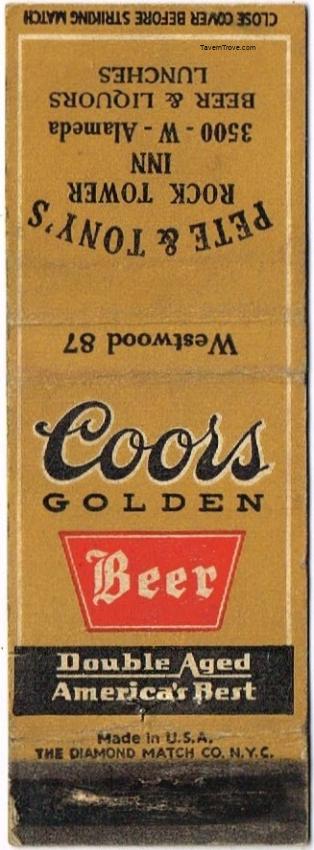 CLOSE COVER BEFORE STRIKING MATCH
TavernTrove.com
PETE & TONY'S
ROCK TOWER
INN
3500 - W - Alameda
BEER & LIQUORS
LUNCHES
Westwood 87
Coors
GOLDEN
Beer
Double Aged
America's Best
Made in U.S.A.
THE DIAMOND MATCH CO. N.Y.C.